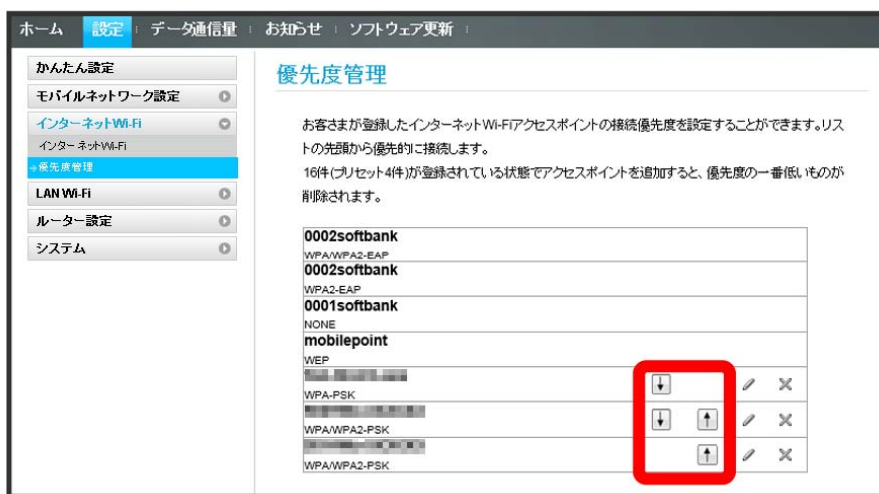 ホーム 設定 データ通信量 お知らせ ソフトウェア更新
かんたん設定
モバイルネットワーク設定
インターネットWi-Fi
インターネットWi-Fi
優先度管理
LAN Wi-Fi
ルーター設定
システム
優先度管理
お客さまが登録したインターネットWi-Fiアクセスポイントの接続優先度を設定することができます。リス
トの先頭から優先的に接続します。
16件(プリセット4件)が登録されている状態でアクセスポイントを追加すると、優先度の一番低いものが
削除されます。
0002softbank
WPA/WPA2-EAP
0002softbank
WPA2-EAP
0001softbank
NONE
mobilepoint
WEP
WPA-PSK
WPA/WPA2-PSK
WPA/WPA2-PSK